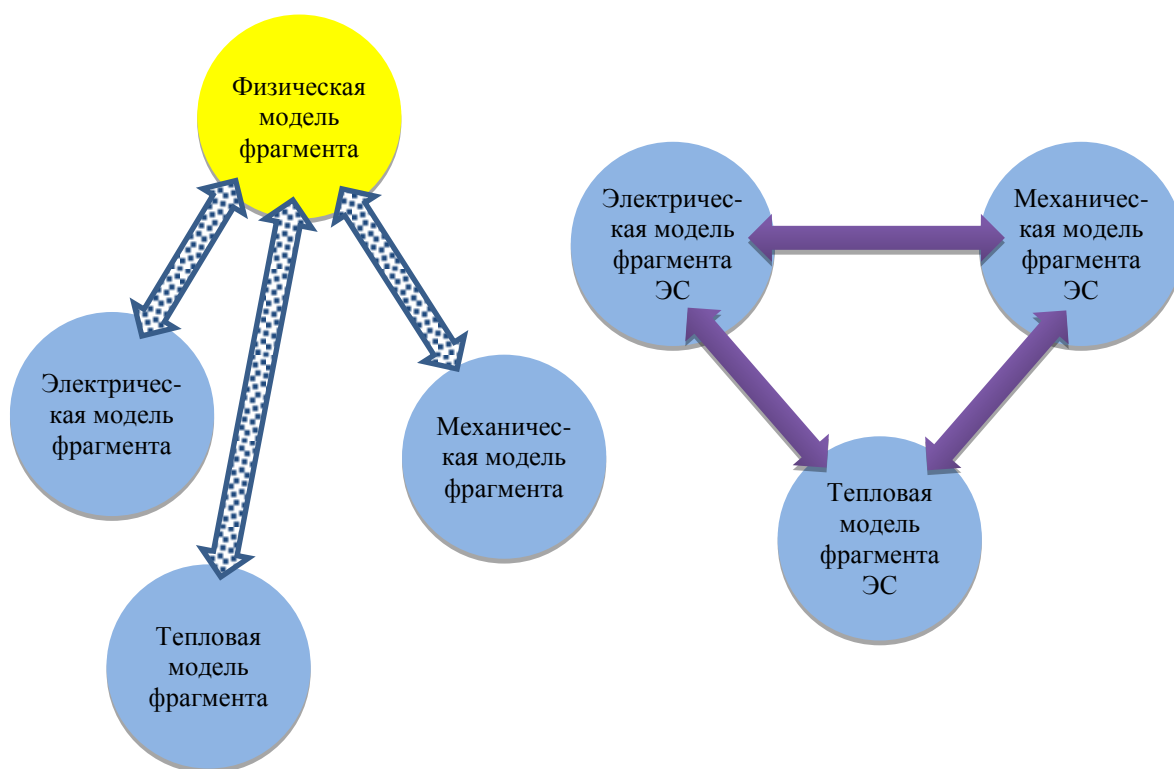 Физическая
модель
фрагмента
Электричес-
кая модель
фрагмента
Механичес-
кая модель
фрагмента
Тепловая
модель
фрагмента
Электричес-
кая модель
фрагмента
ЭС
Механичес-
кая модель
фрагмента
ЭС
Тепловая
модель
фрагмента
ЭС